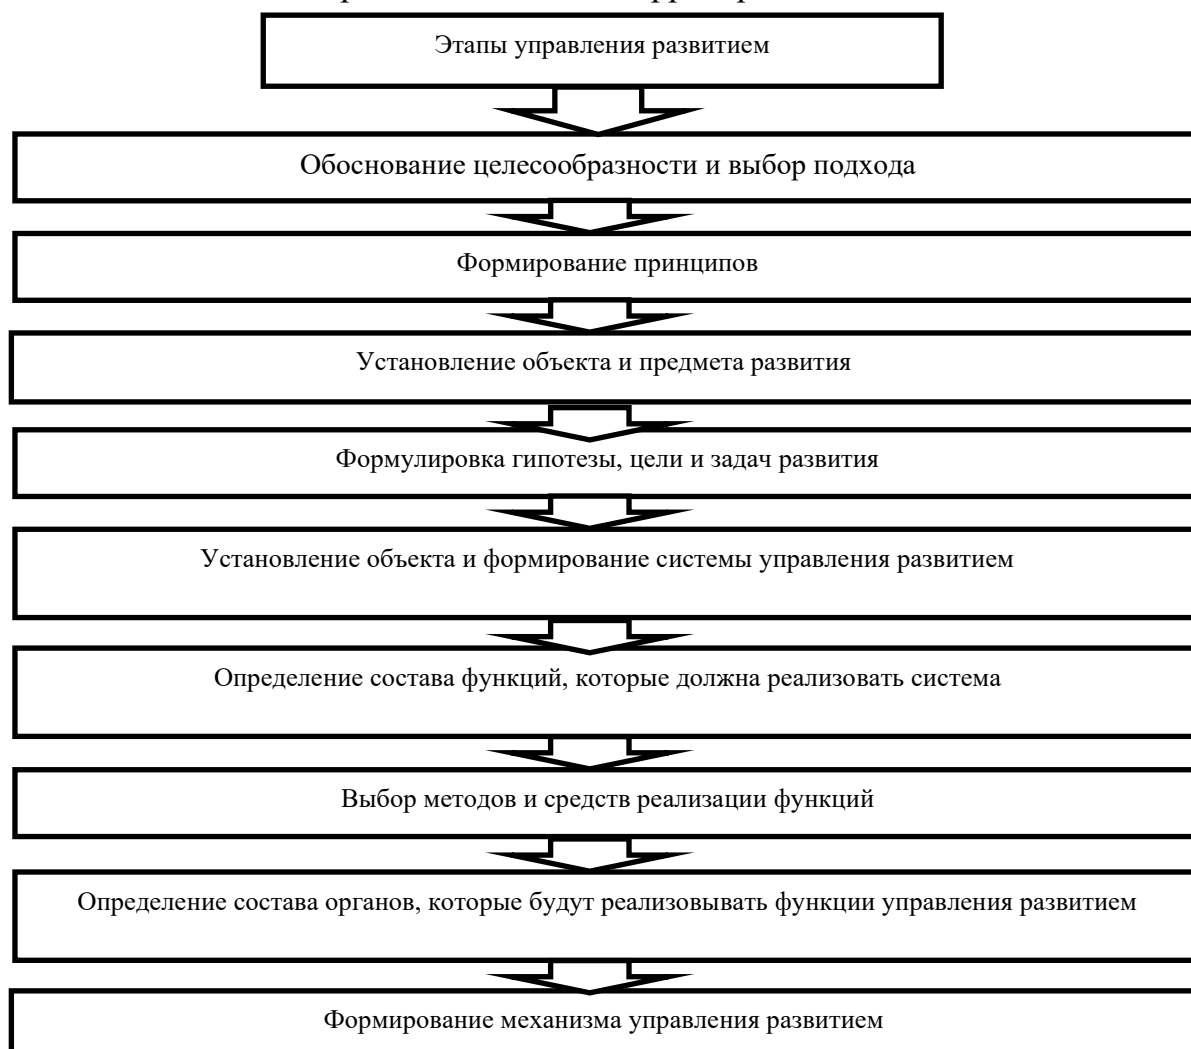 Этапы управления развитием
Обоснование целесообразности и выбор подхода
Формирование принципов
Установление объекта и предмета развития
Формулировка гипотезы, цели и задач развития
Установление объекта и формирование системы управления развитием
Определение состава функций, которые должна реализовать система
Выбор методов и средств реализации функций
Определение состава органов, которые будут реализовывать функции управления развитием
Формирование механизма управления развитием